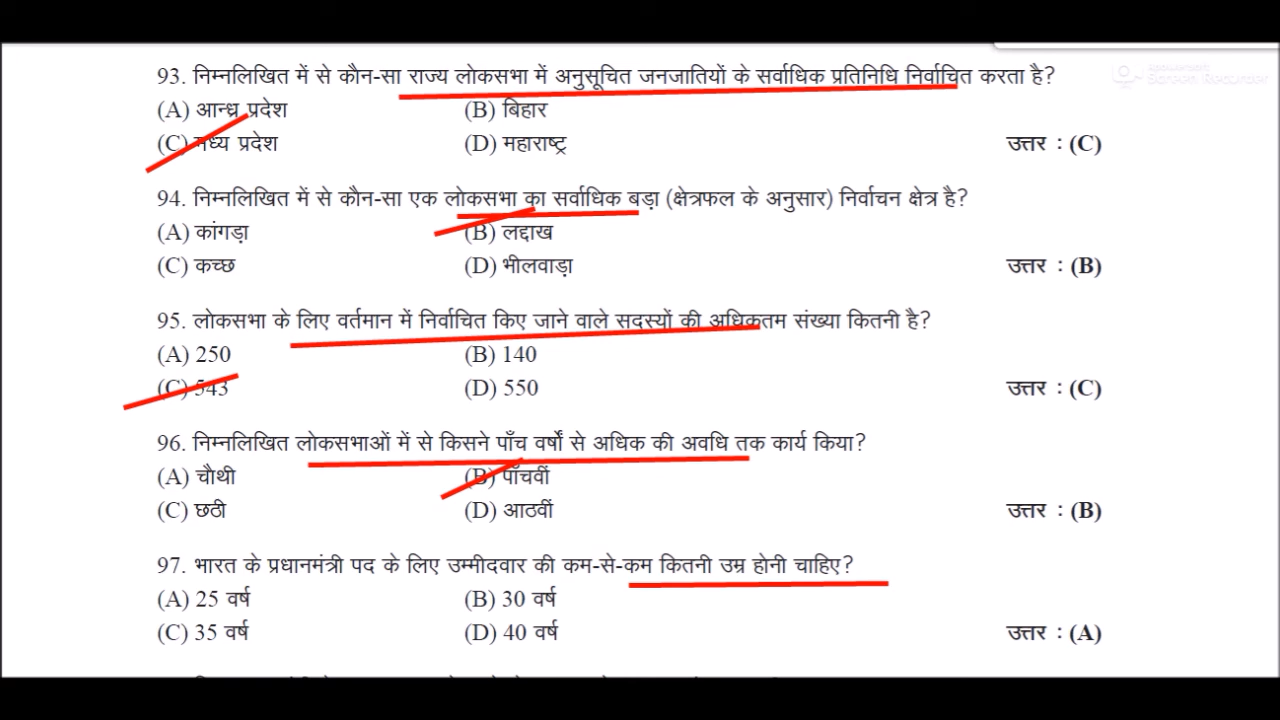 Apowersoft
Screen Recorder
93. निम्नलिखित में से कौन-सा राज्य लोकसभा में अनुसूचित जनजातियों के सर्वाधिक प्रतिनिधि निर्वाचित करता है?
(A) आन्ध्र प्रदेश (B) बिहार
(C) मध्य प्रदेश (D) महाराष्ट्र उत्तर : (C)
94. निम्नलिखित में से कौन-सा एक लोकसभा का सर्वाधिक बड़ा (क्षेत्रफल के अनुसार) निर्वाचन क्षेत्र है?
(A) कांगड़ा (B) लद्दाख
(C) कच्छ (D) भीलवाड़ा उत्तर : (B)
95. लोकसभा के लिए वर्तमान में निर्वाचित किए जाने वाले सदस्यों की अधिकतम संख्या कितनी है?
(A) 250 (B) 140
(C) 543 (D) 550 उत्तर : (C)
96. निम्नलिखित लोकसभाओं में से किसने पाँच वर्षों से अधिक की अवधि तक कार्य किया?
(A) चौथी (B) पाँचवीं
(C) छठी (D) आठवीं उत्तर : (B)
97. भारत के प्रधानमंत्री पद के लिए उम्मीदवार की कम-से-कम कितनी उम्र होनी चाहिए?
(A) 25 वर्ष (B) 30 वर्ष
(C) 35 वर्ष (D) 40 वर्ष उत्तर : (A)